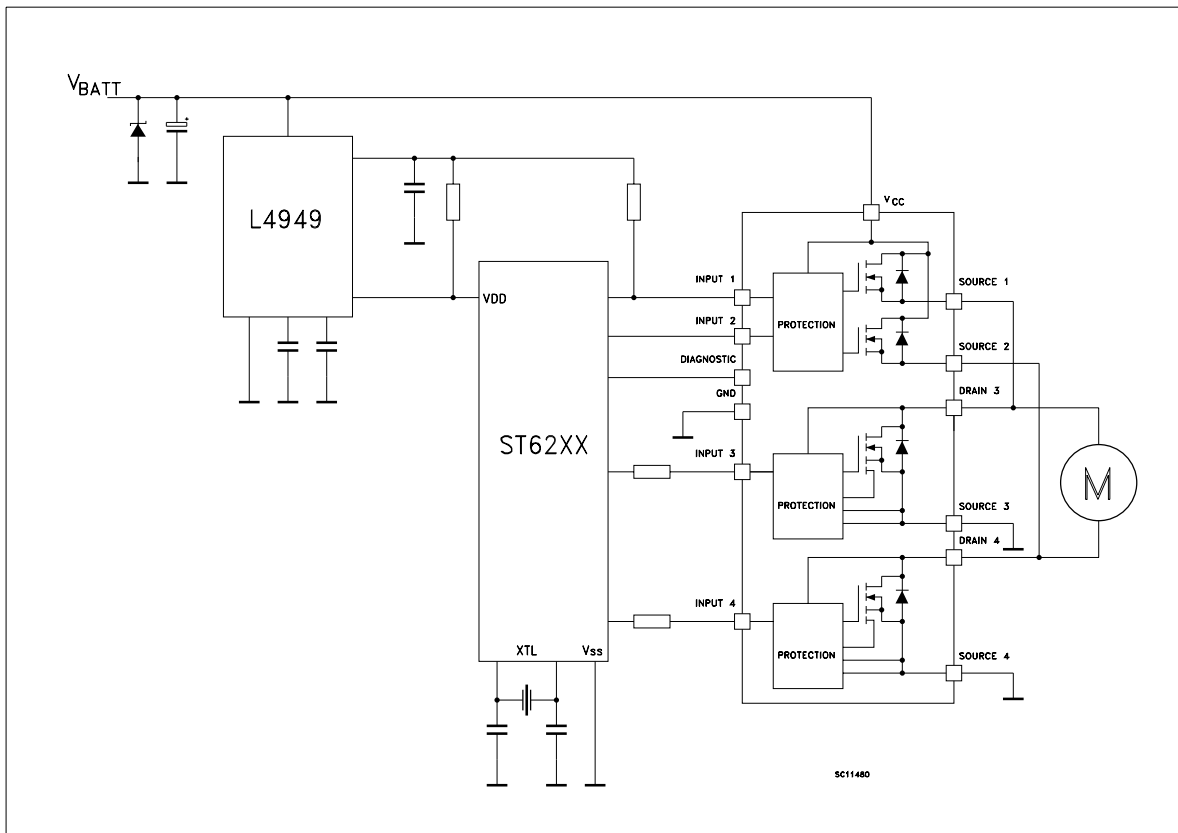 VBATT
L4949
VCC
INPUT 1
SOURCE 1
VDD
PROTECTION
INPUT 2
SOURCE 2
DIAGNOSTIC
GND
DRAIN 3
ST62XX
INPUT 3
M
PROTECTION
SOURCE 3
DRAIN 4
INPUT 4
PROTECTION
SOURCE 4
XTL
Vss
SC11480